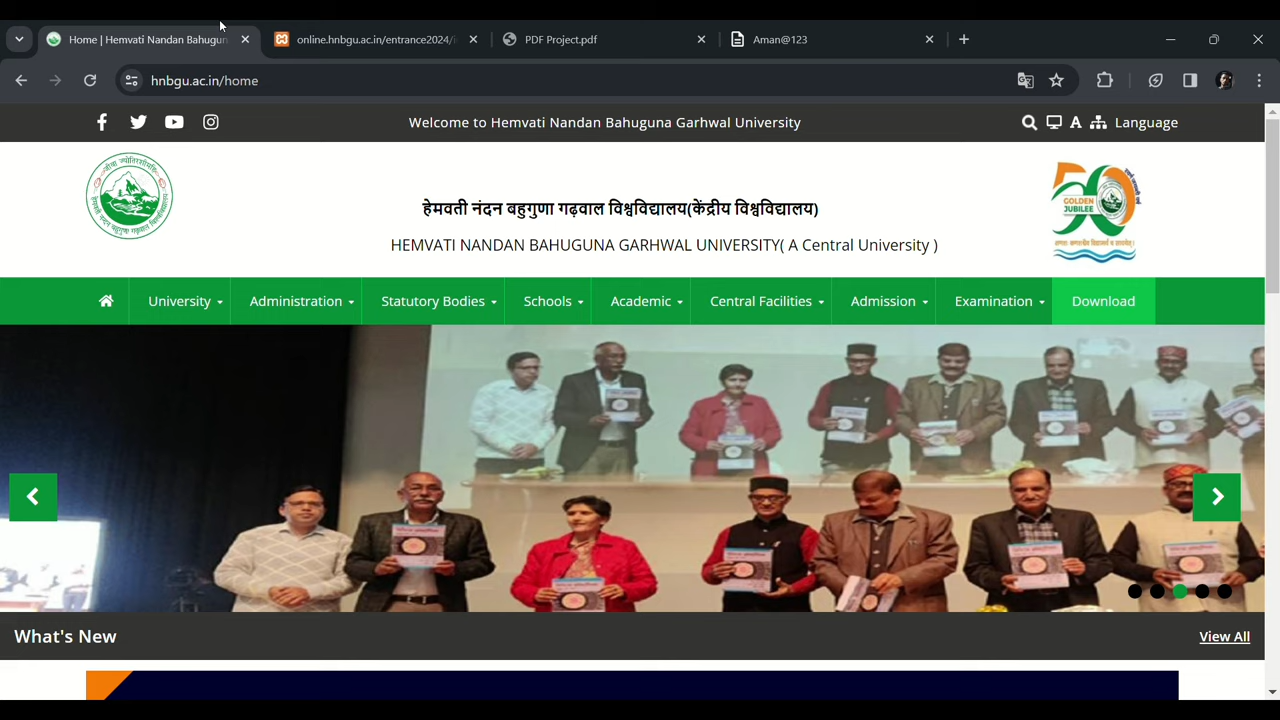 Home | Hemvati Nandan Bahugun
online.hnbgu.ac.in/entrance2024/i
PDF Project.pdf
Aman@123
hnbgu.ac.in/home
Welcome to Hemvati Nandan Bahuguna Garhwal University
A
Language
50
GOLDEN
JUBILEE
हेमवती नंदन बहुगुणा गढ़वाल विश्वविद्यालय(केंद्रीय विश्वविद्यालय)
HEMVATI NANDAN BAHUGUNA GARHWAL UNIVERSITY( A Central University )
University
Administration
Statutory Bodies
Schools
Academic
Central Facilities
Admission
Examination
Download
What's New
View All